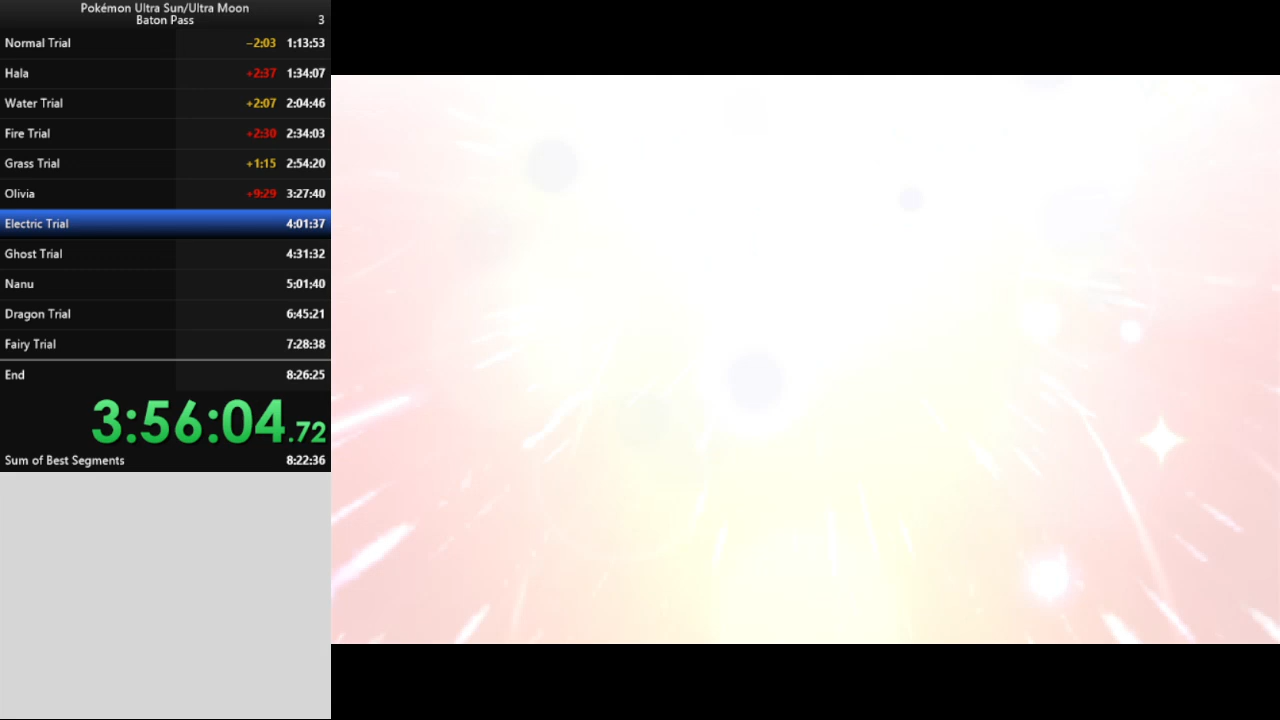 Pokémon Ultra Sun/Ultra Moon
Baton Pass 3
Normal Trial −2:03 1:13:53
Hala +2:37 1:34:07
Water Trial +2:07 2:04:46
Fire Trial +2:30 2:34:03
Grass Trial +1:15 2:54:20
Olivia +9:29 3:27:40
Electric Trial 4:01:37
Ghost Trial 4:31:32
Nanu 5:01:40
Dragon Trial 6:45:21
Fairy Trial 7:28:38
End 8:26:25
3:56:04.72
Sum of Best Segments 8:22:36